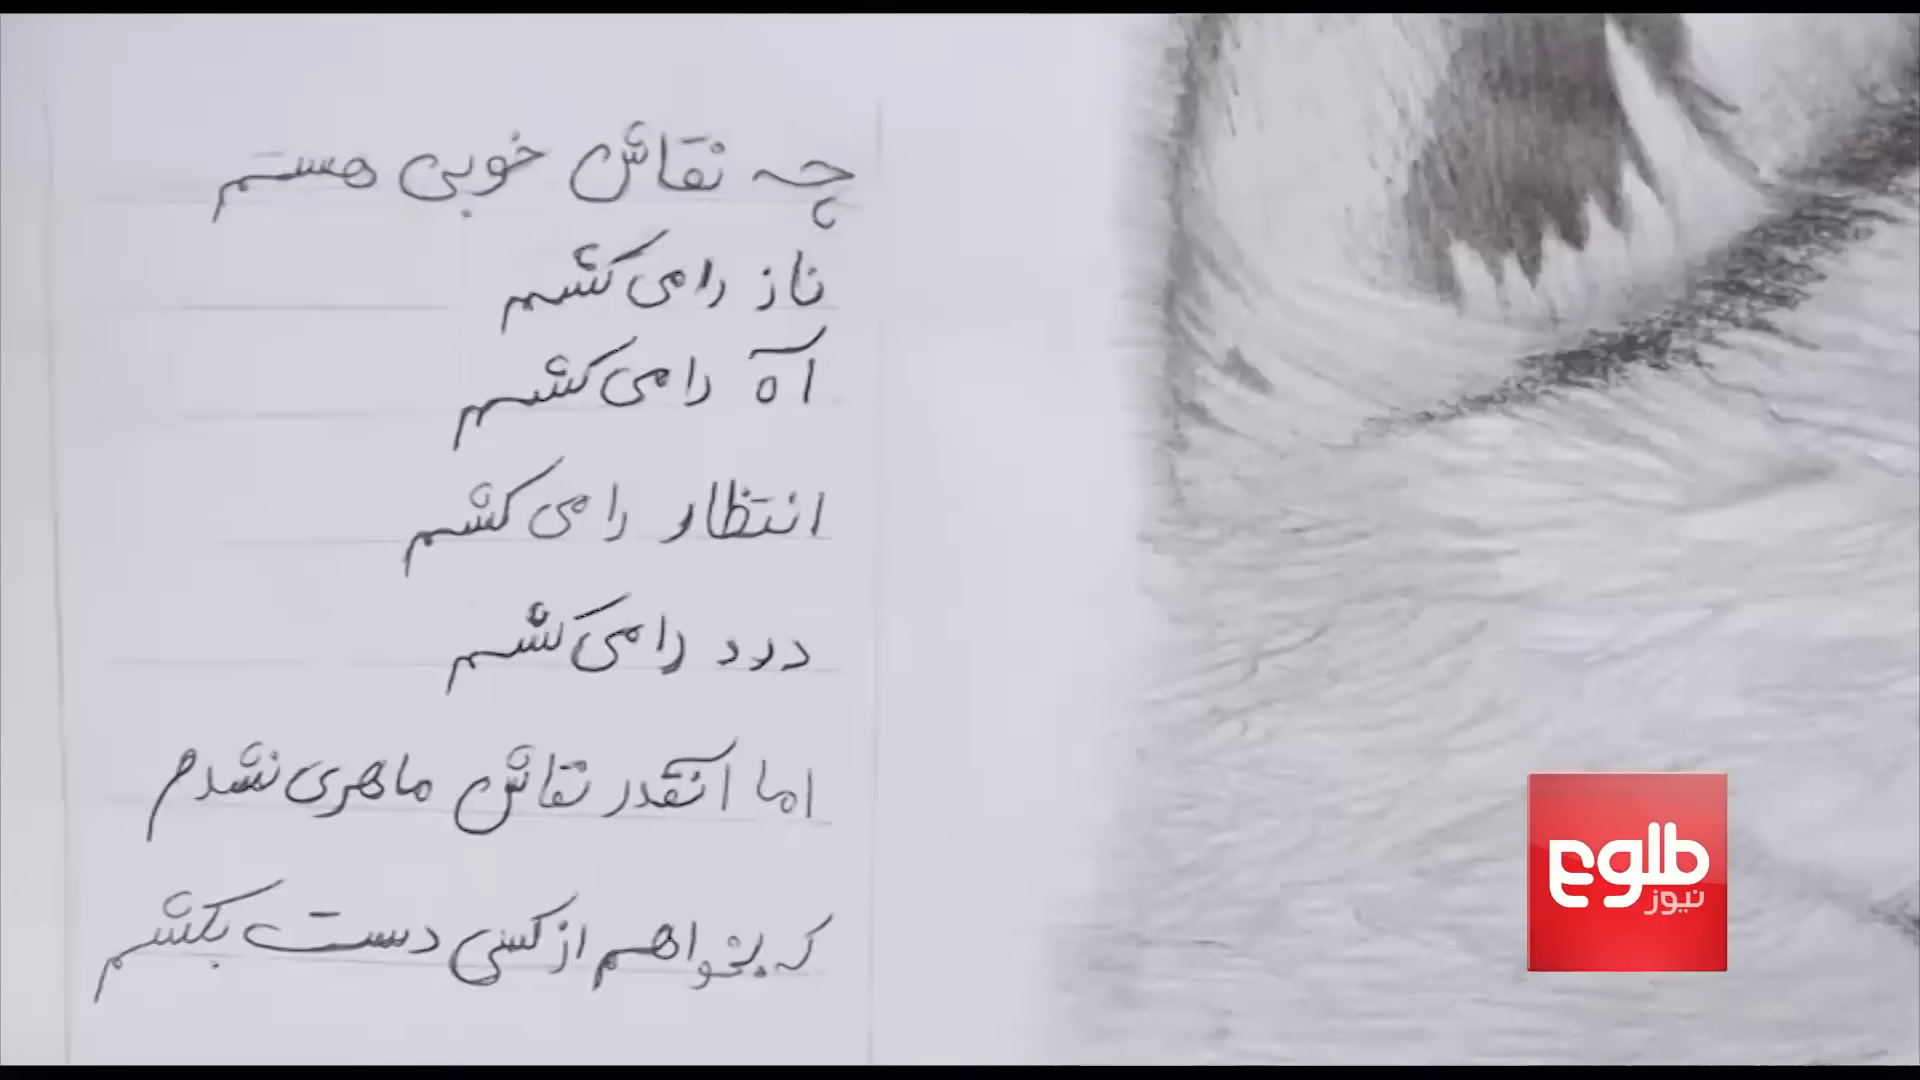 چه نقاش خوبی هستم
ناز را می کشم
آه را می کشم
انتظار را می کشم
درد را می کشم
اما آنقدر نقاش ماهری نشدم
که بخواهم از کسی دست بکشم
طلوع
نیوز